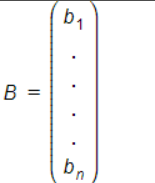 b₁
.
.
B = .
.
bₙ